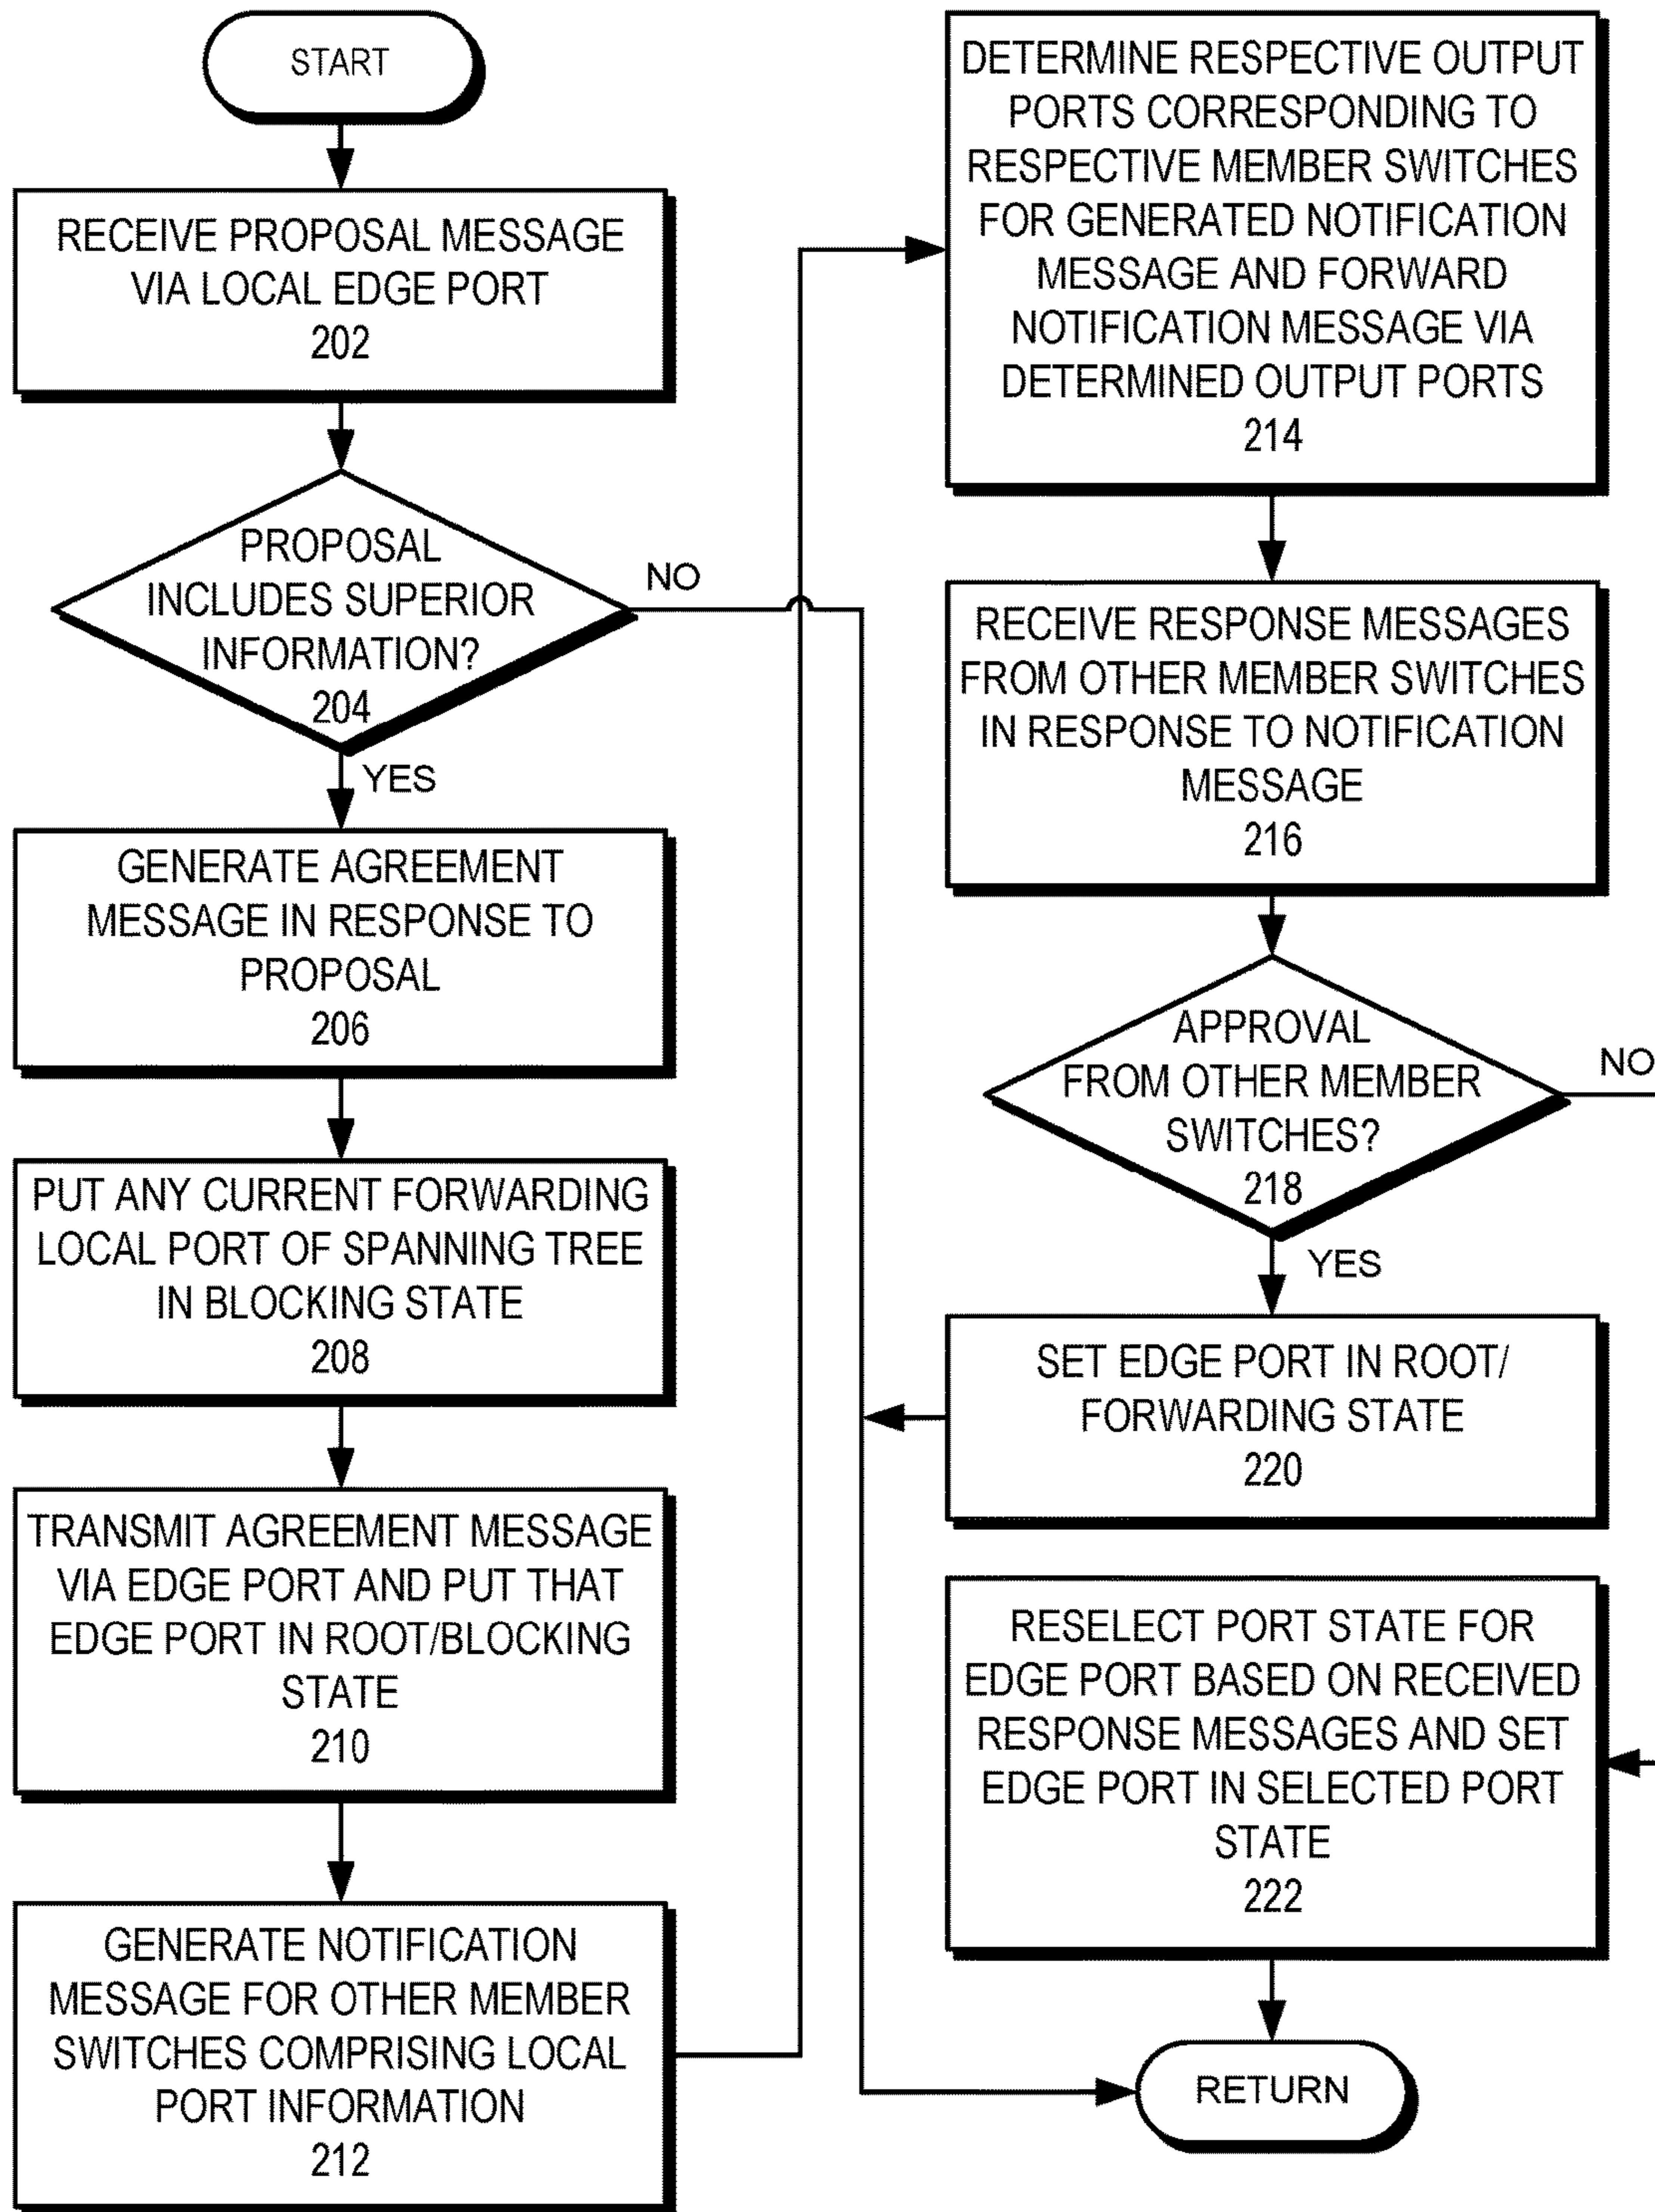 START
RECEIVE PROPOSAL MESSAGE
VIA LOCAL EDGE PORT
202
PROPOSAL
INCLUDES SUPERIOR
INFORMATION?
204
NO
YES
GENERATE AGREEMENT
MESSAGE IN RESPONSE TO
PROPOSAL
206
PUT ANY CURRENT FORWARDING
LOCAL PORT OF SPANNING TREE
IN BLOCKING STATE
208
TRANSMIT AGREEMENT MESSAGE
VIA EDGE PORT AND PUT THAT
EDGE PORT IN ROOT/BLOCKING
STATE
210
GENERATE NOTIFICATION
MESSAGE FOR OTHER MEMBER
SWITCHES COMPRISING LOCAL
PORT INFORMATION
212
DETERMINE RESPECTIVE OUTPUT
PORTS CORRESPONDING TO
RESPECTIVE MEMBER SWITCHES
FOR GENERATED NOTIFICATION
MESSAGE AND FORWARD
NOTIFICATION MESSAGE VIA
DETERMINED OUTPUT PORTS
214
RECEIVE RESPONSE MESSAGES
FROM OTHER MEMBER SWITCHES
IN RESPONSE TO NOTIFICATION
MESSAGE
216
APPROVAL
FROM OTHER MEMBER
SWITCHES?
218
NO
YES
SET EDGE PORT IN ROOT/
FORWARDING STATE
220
RESELECT PORT STATE FOR
EDGE PORT BASED ON RECEIVED
RESPONSE MESSAGES AND SET
EDGE PORT IN SELECTED PORT
STATE
222
RETURN